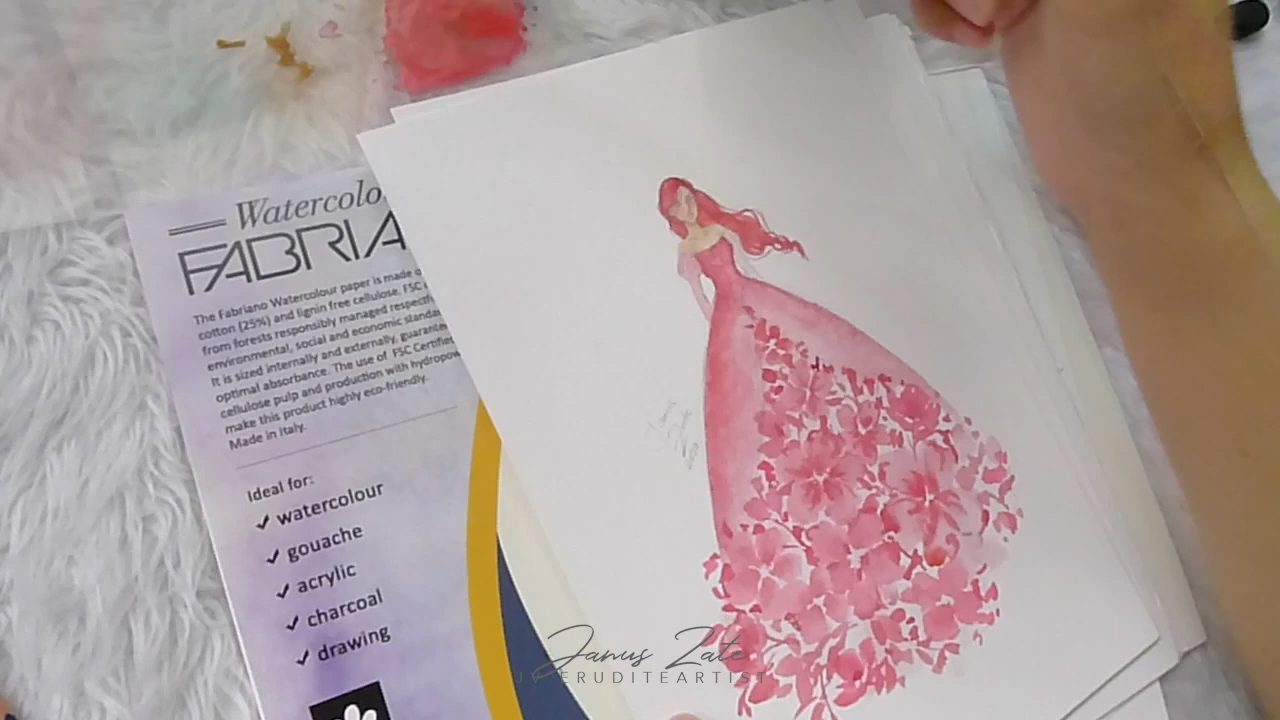 Watercolo
FABRIA
The Fabriano Watercolour paper is made o
cotton (25%) and lignin free cellulose. FSC
from forests responsibly managed respectf
environmental, social and economic standa
It is sized internally and externally, guarante
optimal absorbance. The use of FSC Certifie
cellulose pulp and production with hydropow
make this product highly eco-friendly.
Made in Italy.
Ideal for:
✓ watercolour
✓ gouache
✓ acrylic
✓ charcoal
✓ drawing
Janus Zate
JVERUDITEARTIST